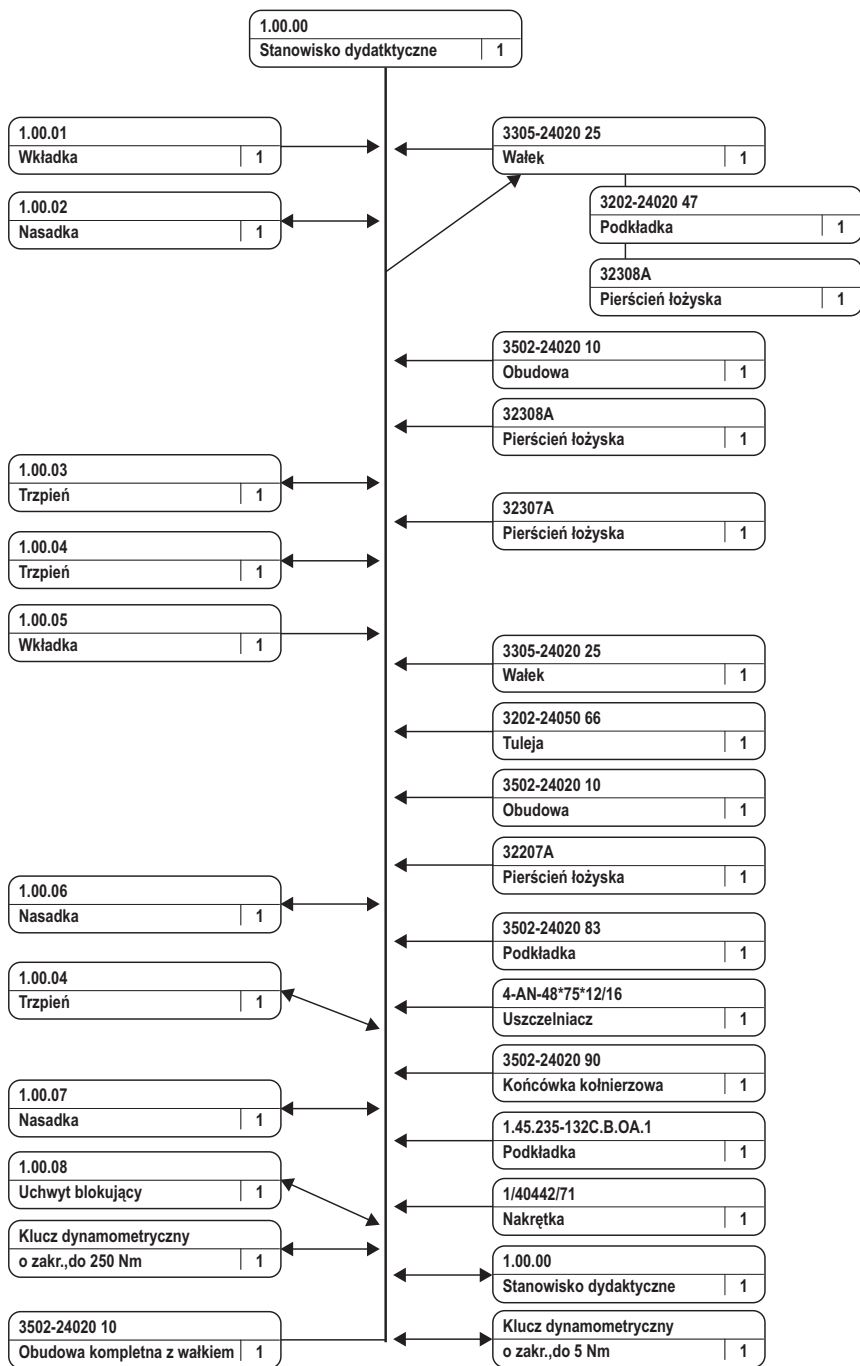 1.00.00
Stanowisko dydatktyczne 1
1.00.01
Wkładka 1
3305-24020 25
Wałek 1
1.00.02
Nasadka 1
3202-24020 47
Podkładka 1
32308A
Pierścień łożyska 1
3502-24020 10
Obudowa 1
32308A
Pierścień łożyska 1
1.00.03
Trzpień 1
32307A
Pierścień łożyska 1
1.00.04
Trzpień 1
1.00.05
Wkładka 1
3305-24020 25
Wałek 1
3202-24050 66
Tuleja 1
3502-24020 10
Obudowa 1
32207A
Pierścień łożyska 1
1.00.06
Nasadka 1
3502-24020 83
Podkładka 1
1.00.04
Trzpień 1
4-AN-48*75*12/16
Uszczelniacz 1
3502-24020 90
Końcówka kołnierzowa 1
1.00.07
Nasadka 1
1.45.235-132C.B.OA.1
Podkładka 1
1.00.08
Uchwyt blokujący 1
1/40442/71
Nakrętka 1
Klucz dynamometryczny
o zakr.,do 250 Nm 1
1.00.00
Stanowisko dydaktyczne 1
3502-24020 10
Obudowa kompletna z wałkiem 1
Klucz dynamometryczny
o zakr.,do 5 Nm 1